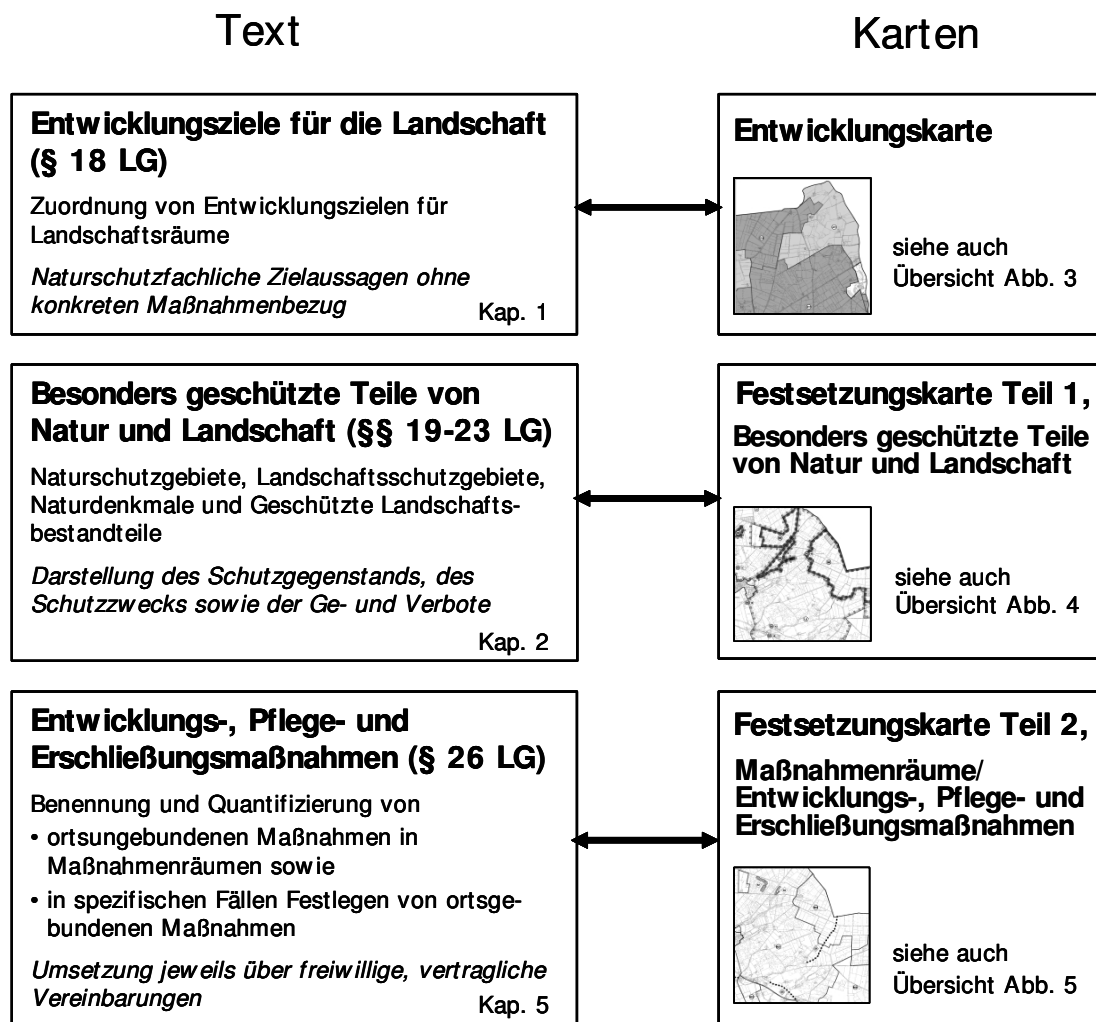 Text
Karten
Entwicklungsziele für die Landschaft
(§ 18 LG)
Zuordnung von Entwicklungszielen für
Landschaftsräume
Naturschutzfachliche Zielaussagen ohne
konkreten Maßnahmenbezug
Kap. 1
Entwicklungskarte
siehe auch
Übersicht Abb. 3
Besonders geschützte Teile von
Natur und Landschaft (§§ 19-23 LG)
Naturschutzgebiete, Landschaftsschutzgebiete,
Naturdenkmale und Geschützte Landschafts-
bestandteile
Darstellung des Schutzgegenstands, des
Schutzzwecks sowie der Ge- und Verbote
Kap. 2
Festsetzungskarte Teil 1,
Besonders geschützte Teile
von Natur und Landschaft
siehe auch
Übersicht Abb. 4
Entwicklungs-, Pflege- und
Erschließungsmaßnahmen (§ 26 LG)
Benennung und Quantifizierung von
• ortsungebundenen Maßnahmen in
Maßnahmenräumen sowie
• in spezifischen Fällen Festlegen von ortsge-
bundenen Maßnahmen
Umsetzung jeweils über freiwillige, vertragliche
Vereinbarungen
Kap. 5
Festsetzungskarte Teil 2,
Maßnahmenräume/
Entwicklungs-, Pflege- und
Erschließungsmaßnahmen
siehe auch
Übersicht Abb. 5